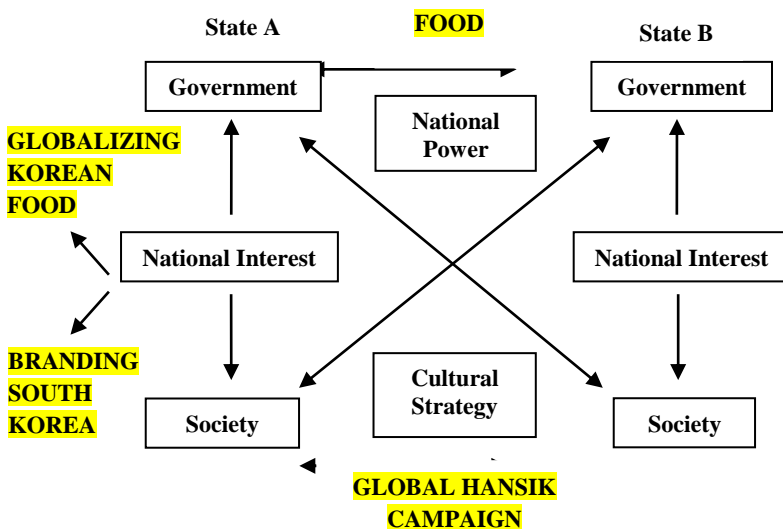 State A
FOOD
State B
Government
Government
National
Power
GLOBALIZING
KOREAN
FOOD
National Interest
National Interest
BRANDING
SOUTH
KOREA
Cultural
Strategy
Society
Society
GLOBAL HANSIK
CAMPAIGN